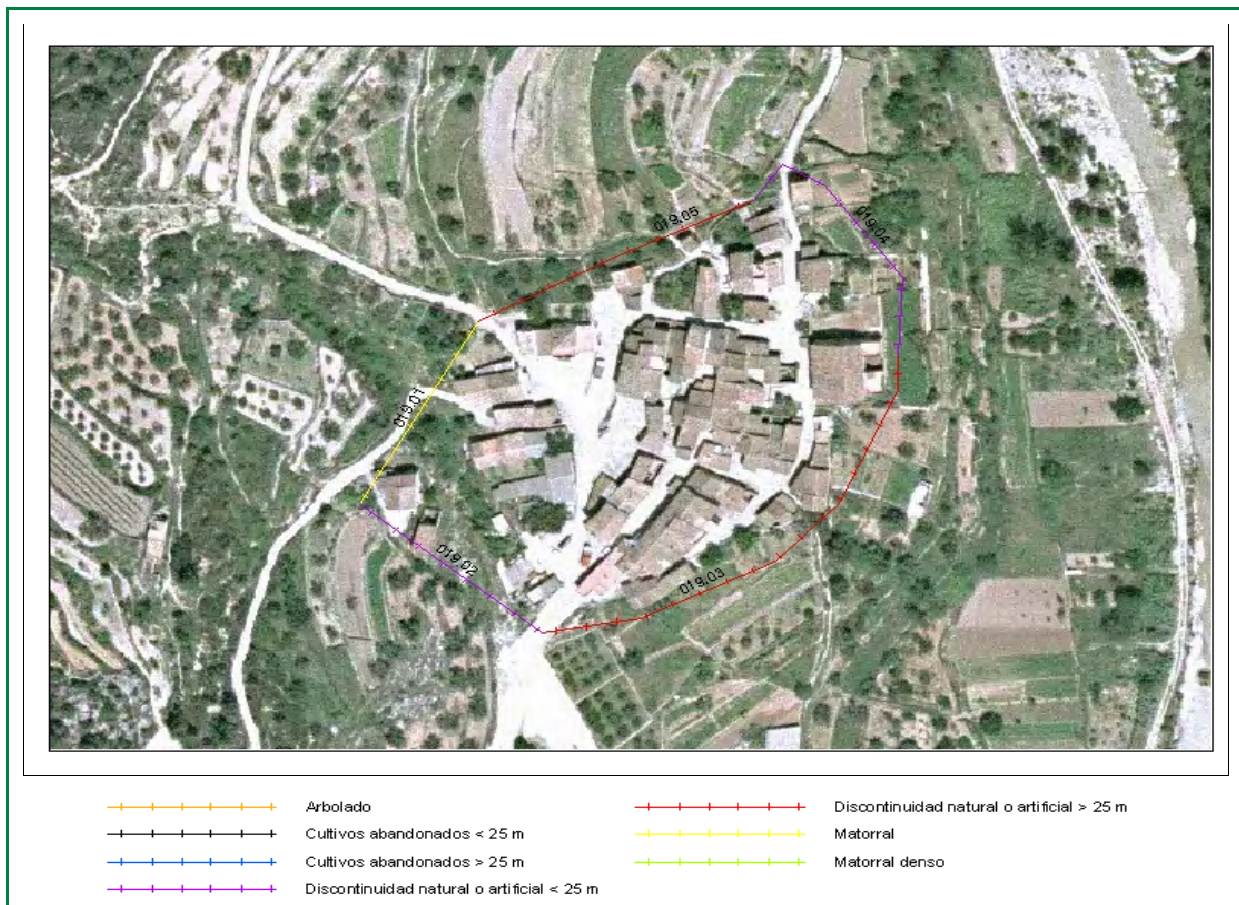 019.05
019.04
019.01
019.02
019.03
Arbolado
Cultivos abandonados < 25 m
Cultivos abandonados > 25 m
Discontinuidad natural o artificial < 25 m
Discontinuidad natural o artificial > 25 m
Matorral
Matorral denso